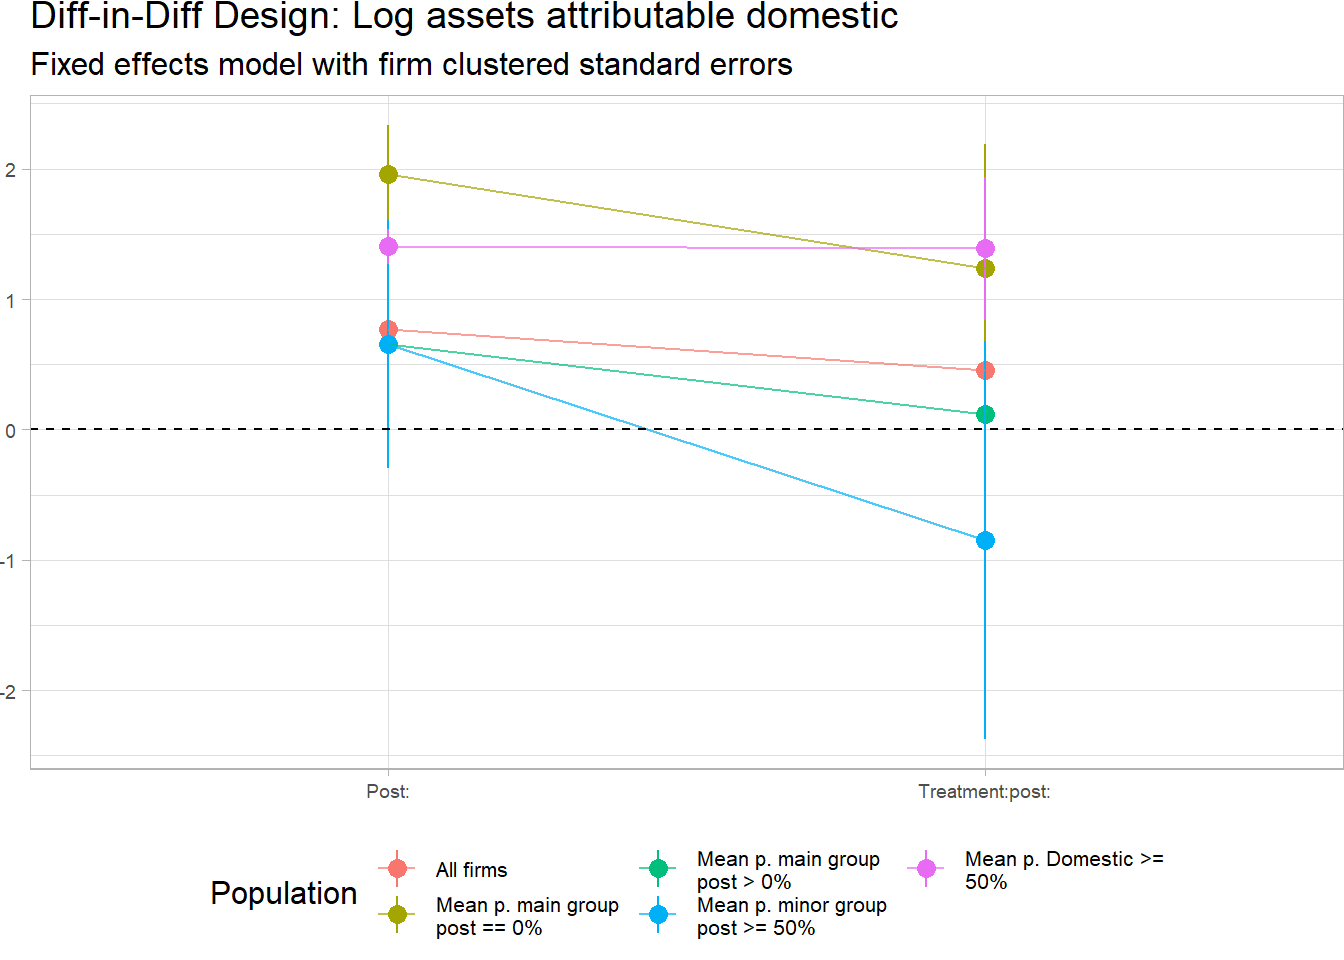 Diff-in-Diff Design: Log assets attributable domestic
Fixed effects model with firm clustered standard errors
2
1
0
-1
-2
Post:
Treatment:post:
Population
All firms
Mean p. main group
post == 0%
Mean p. main group
post > 0%
Mean p. minor group
post >= 50%
Mean p. Domestic >=
50%